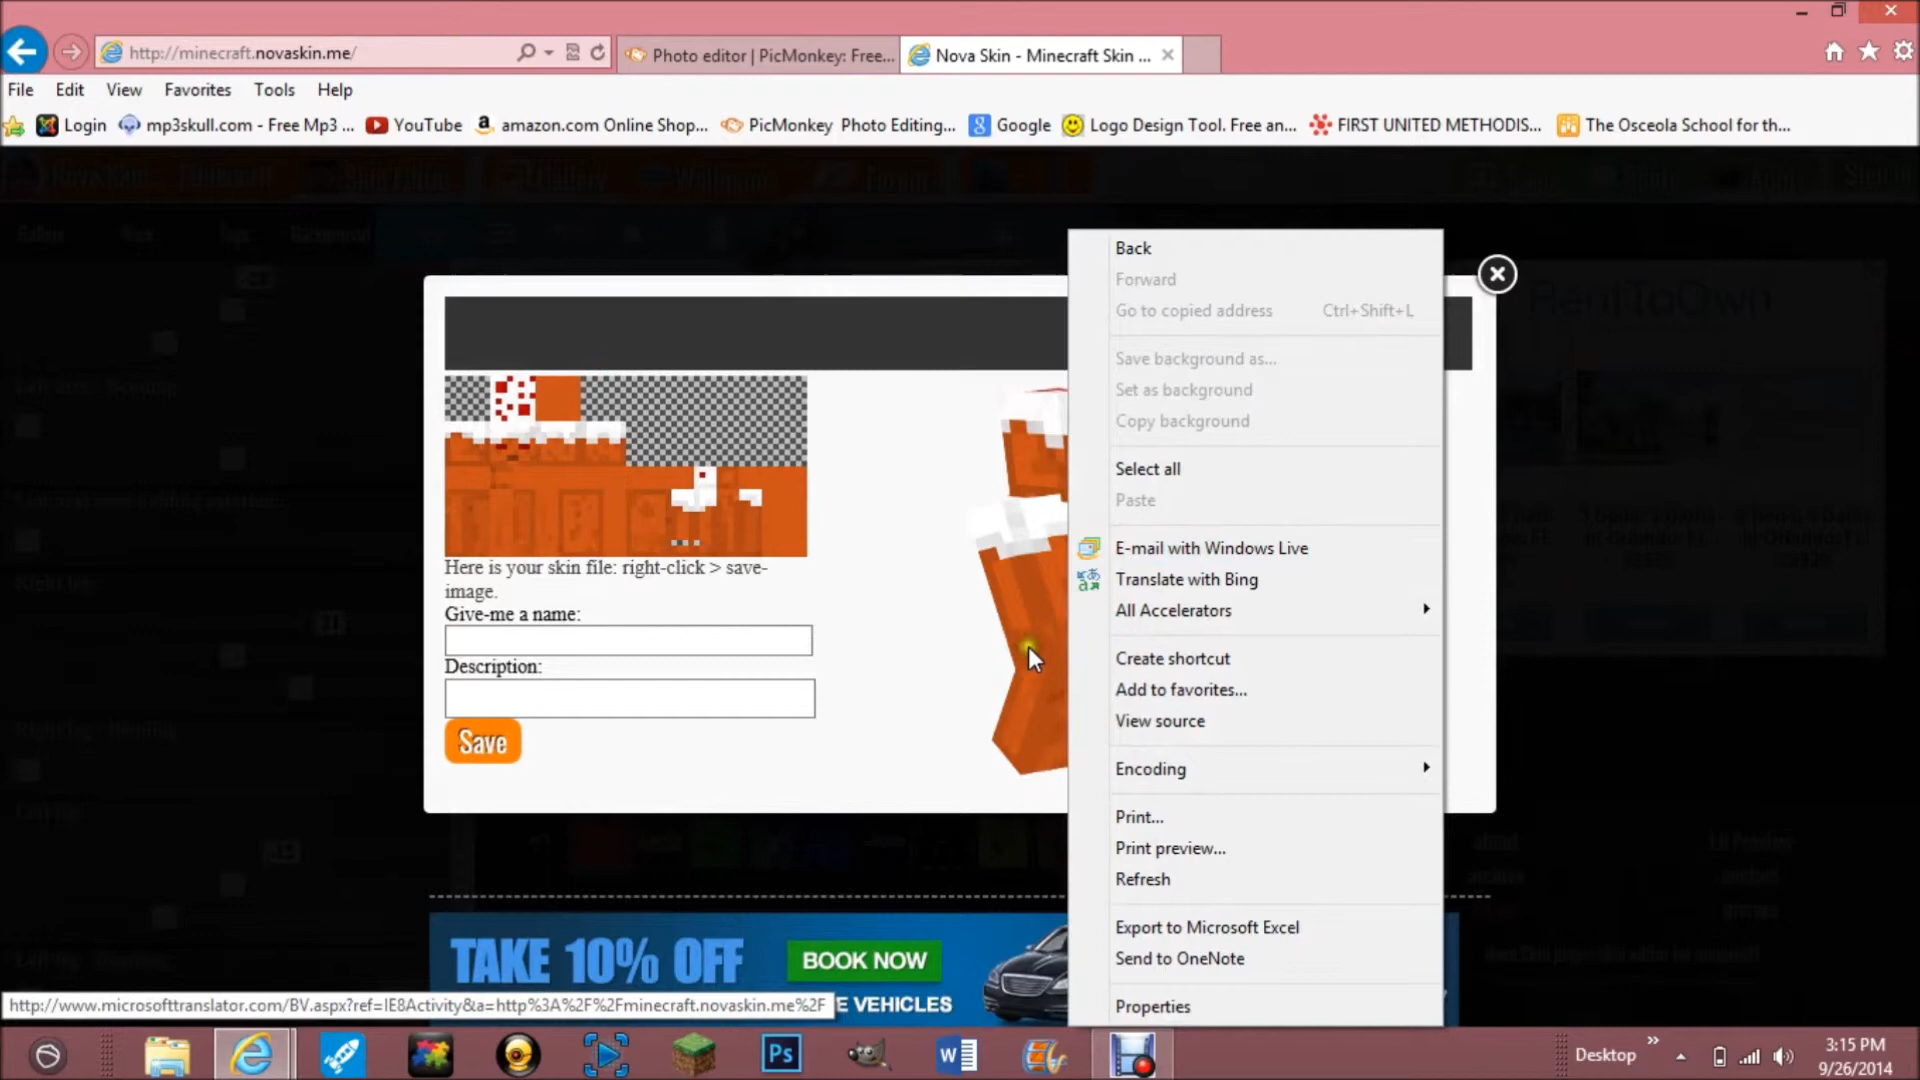 http://minecraft.novaskin.me/
Photo editor | PicMonkey: Free...
Nova Skin - Minecraft Skin ...
File Edit View Favorites Tools Help
Login mp3skull.com - Free Mp3 ... YouTube amazon.com Online Shop... PicMonkey Photo Editing... Google Logo Design Tool. Free an... FIRST UNITED METHODIS... The Osceola School for th...
RentToOwn
Here is your skin file: right-click > save-
image.
Give-me a name:
Description:
Save
Back
Forward
Go to copied address Ctrl+Shift+L
Save background as...
Set as background
Copy background
Select all
Paste
E-mail with Windows Live
Translate with Bing
All Accelerators
Create shortcut
Add to favorites...
View source
Encoding
Print...
Print preview...
Refresh
Export to Microsoft Excel
Send to OneNote
Properties
TAKE 10% OFF
BOOK NOW
E VEHICLES
http://www.microsofttranslator.com/BV.aspx?ref=IE8Activity&a=http%3A%2F%2Fminecraft.novaskin.me%2F
Ps
Desktop
3:15 PM
9/26/2014